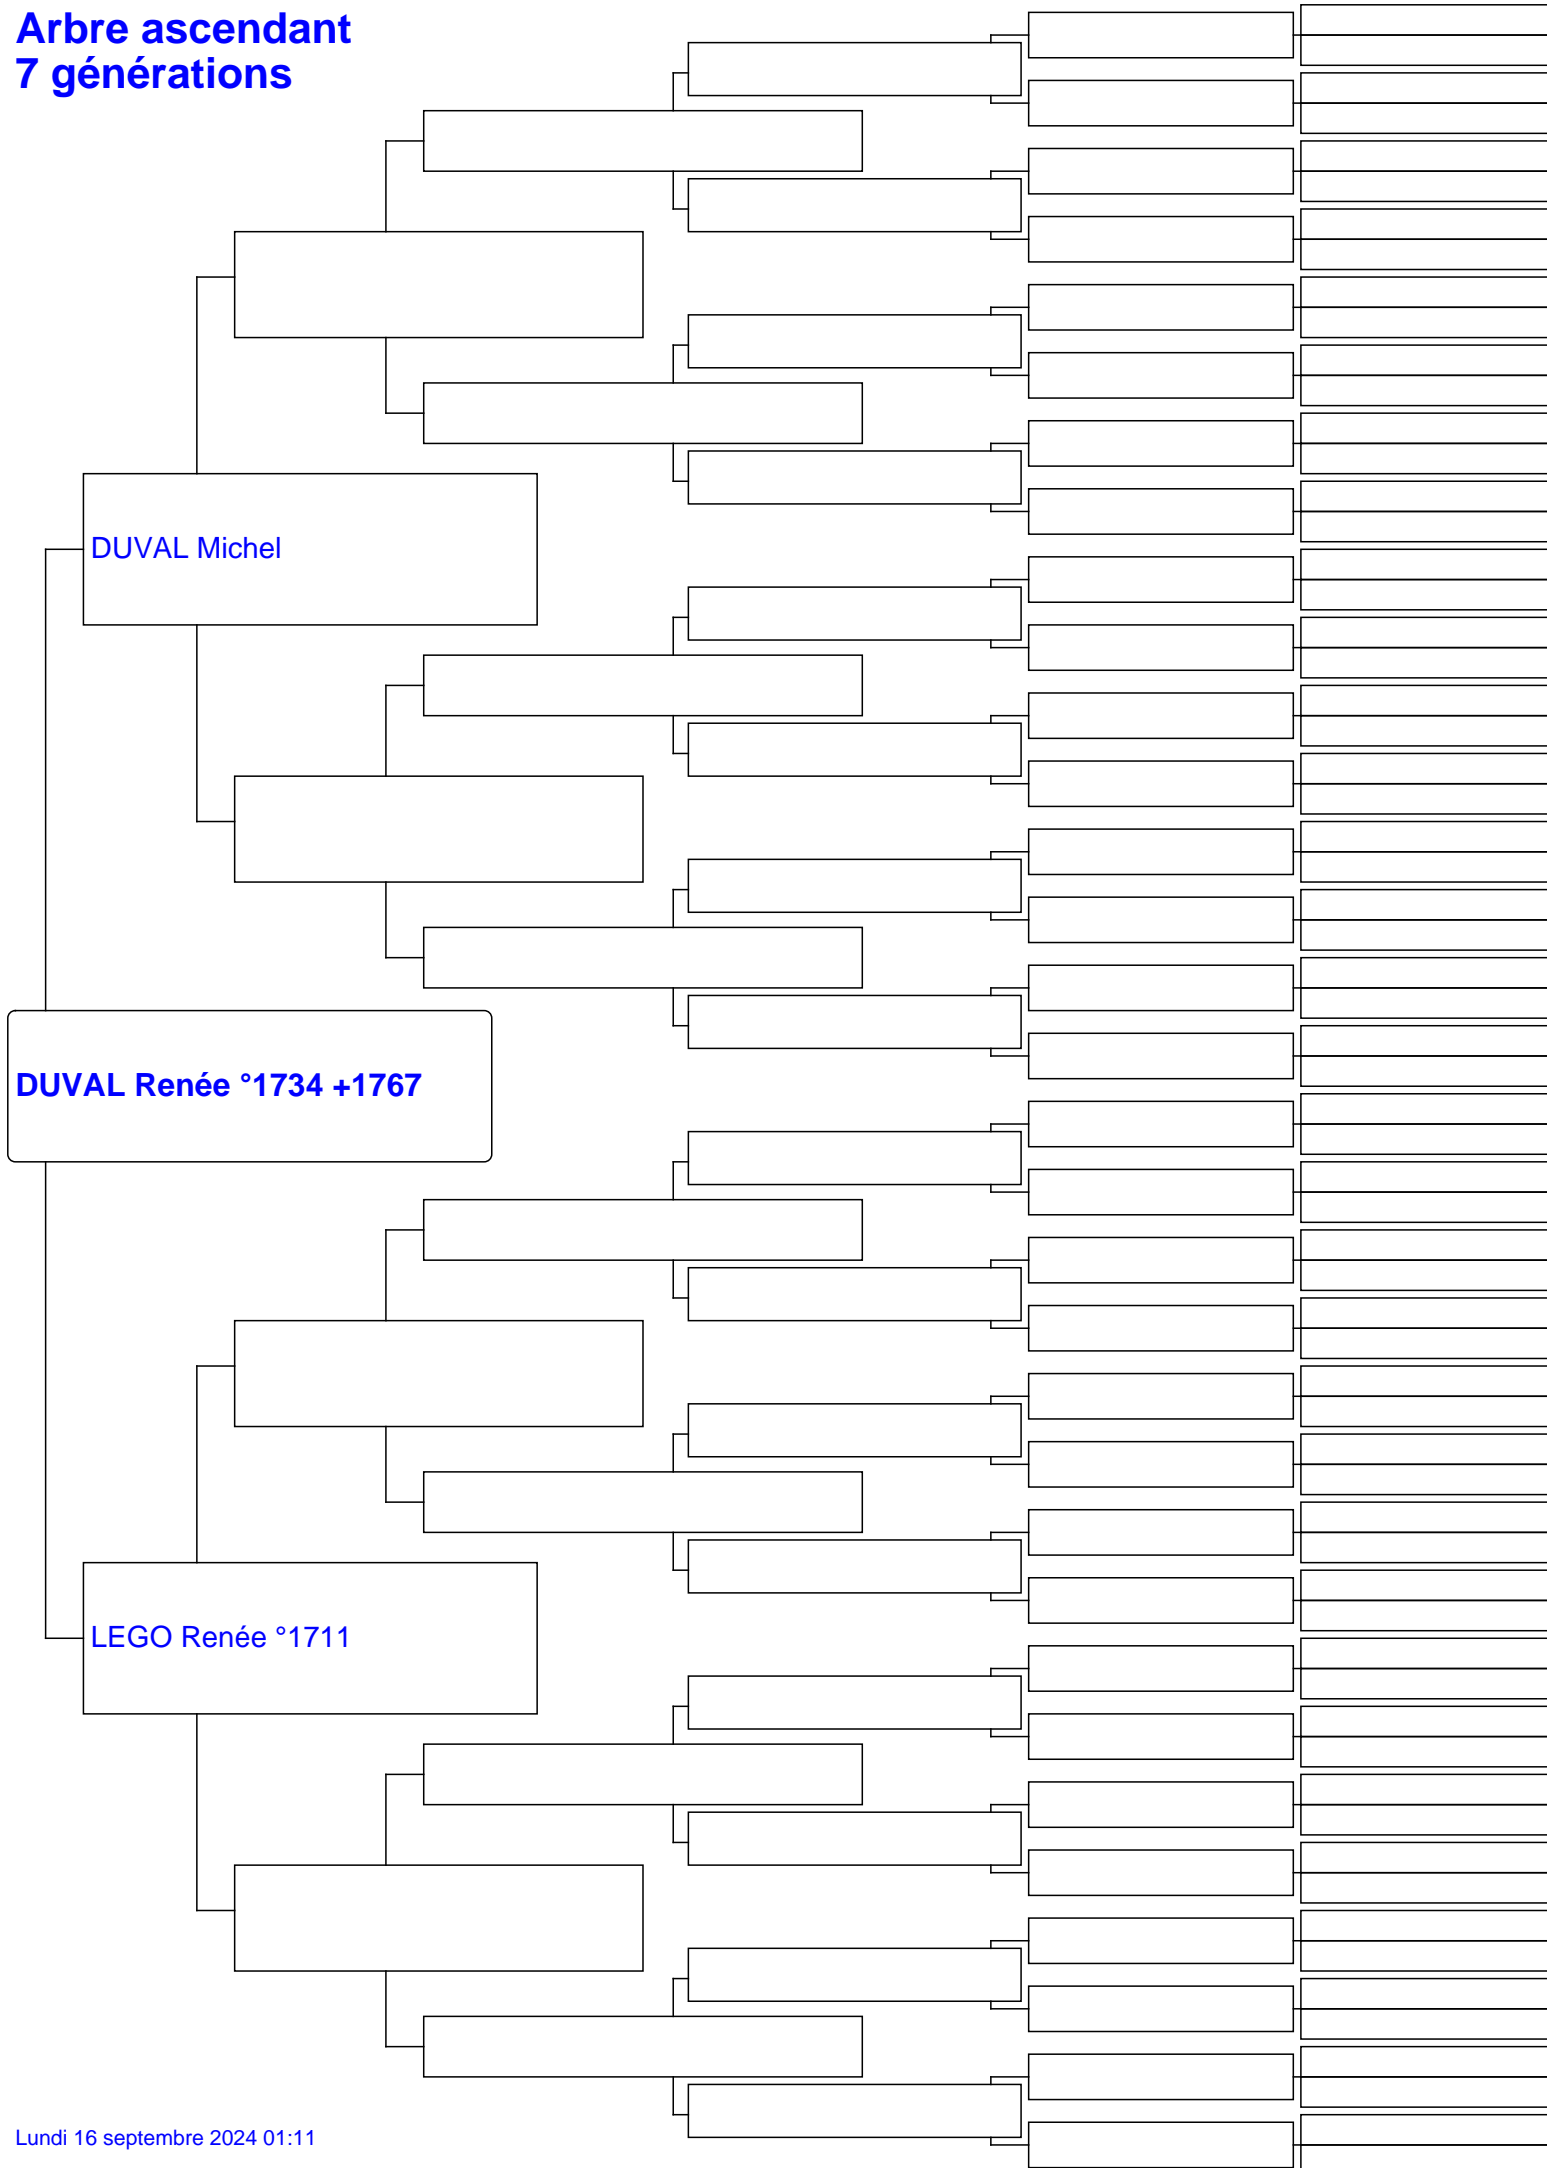 Arbre ascendant
7 générations
DUVAL Michel
DUVAL Renée °1734 +1767
LEGO Renée °1711
Lundi 16 septembre 2024 01:11